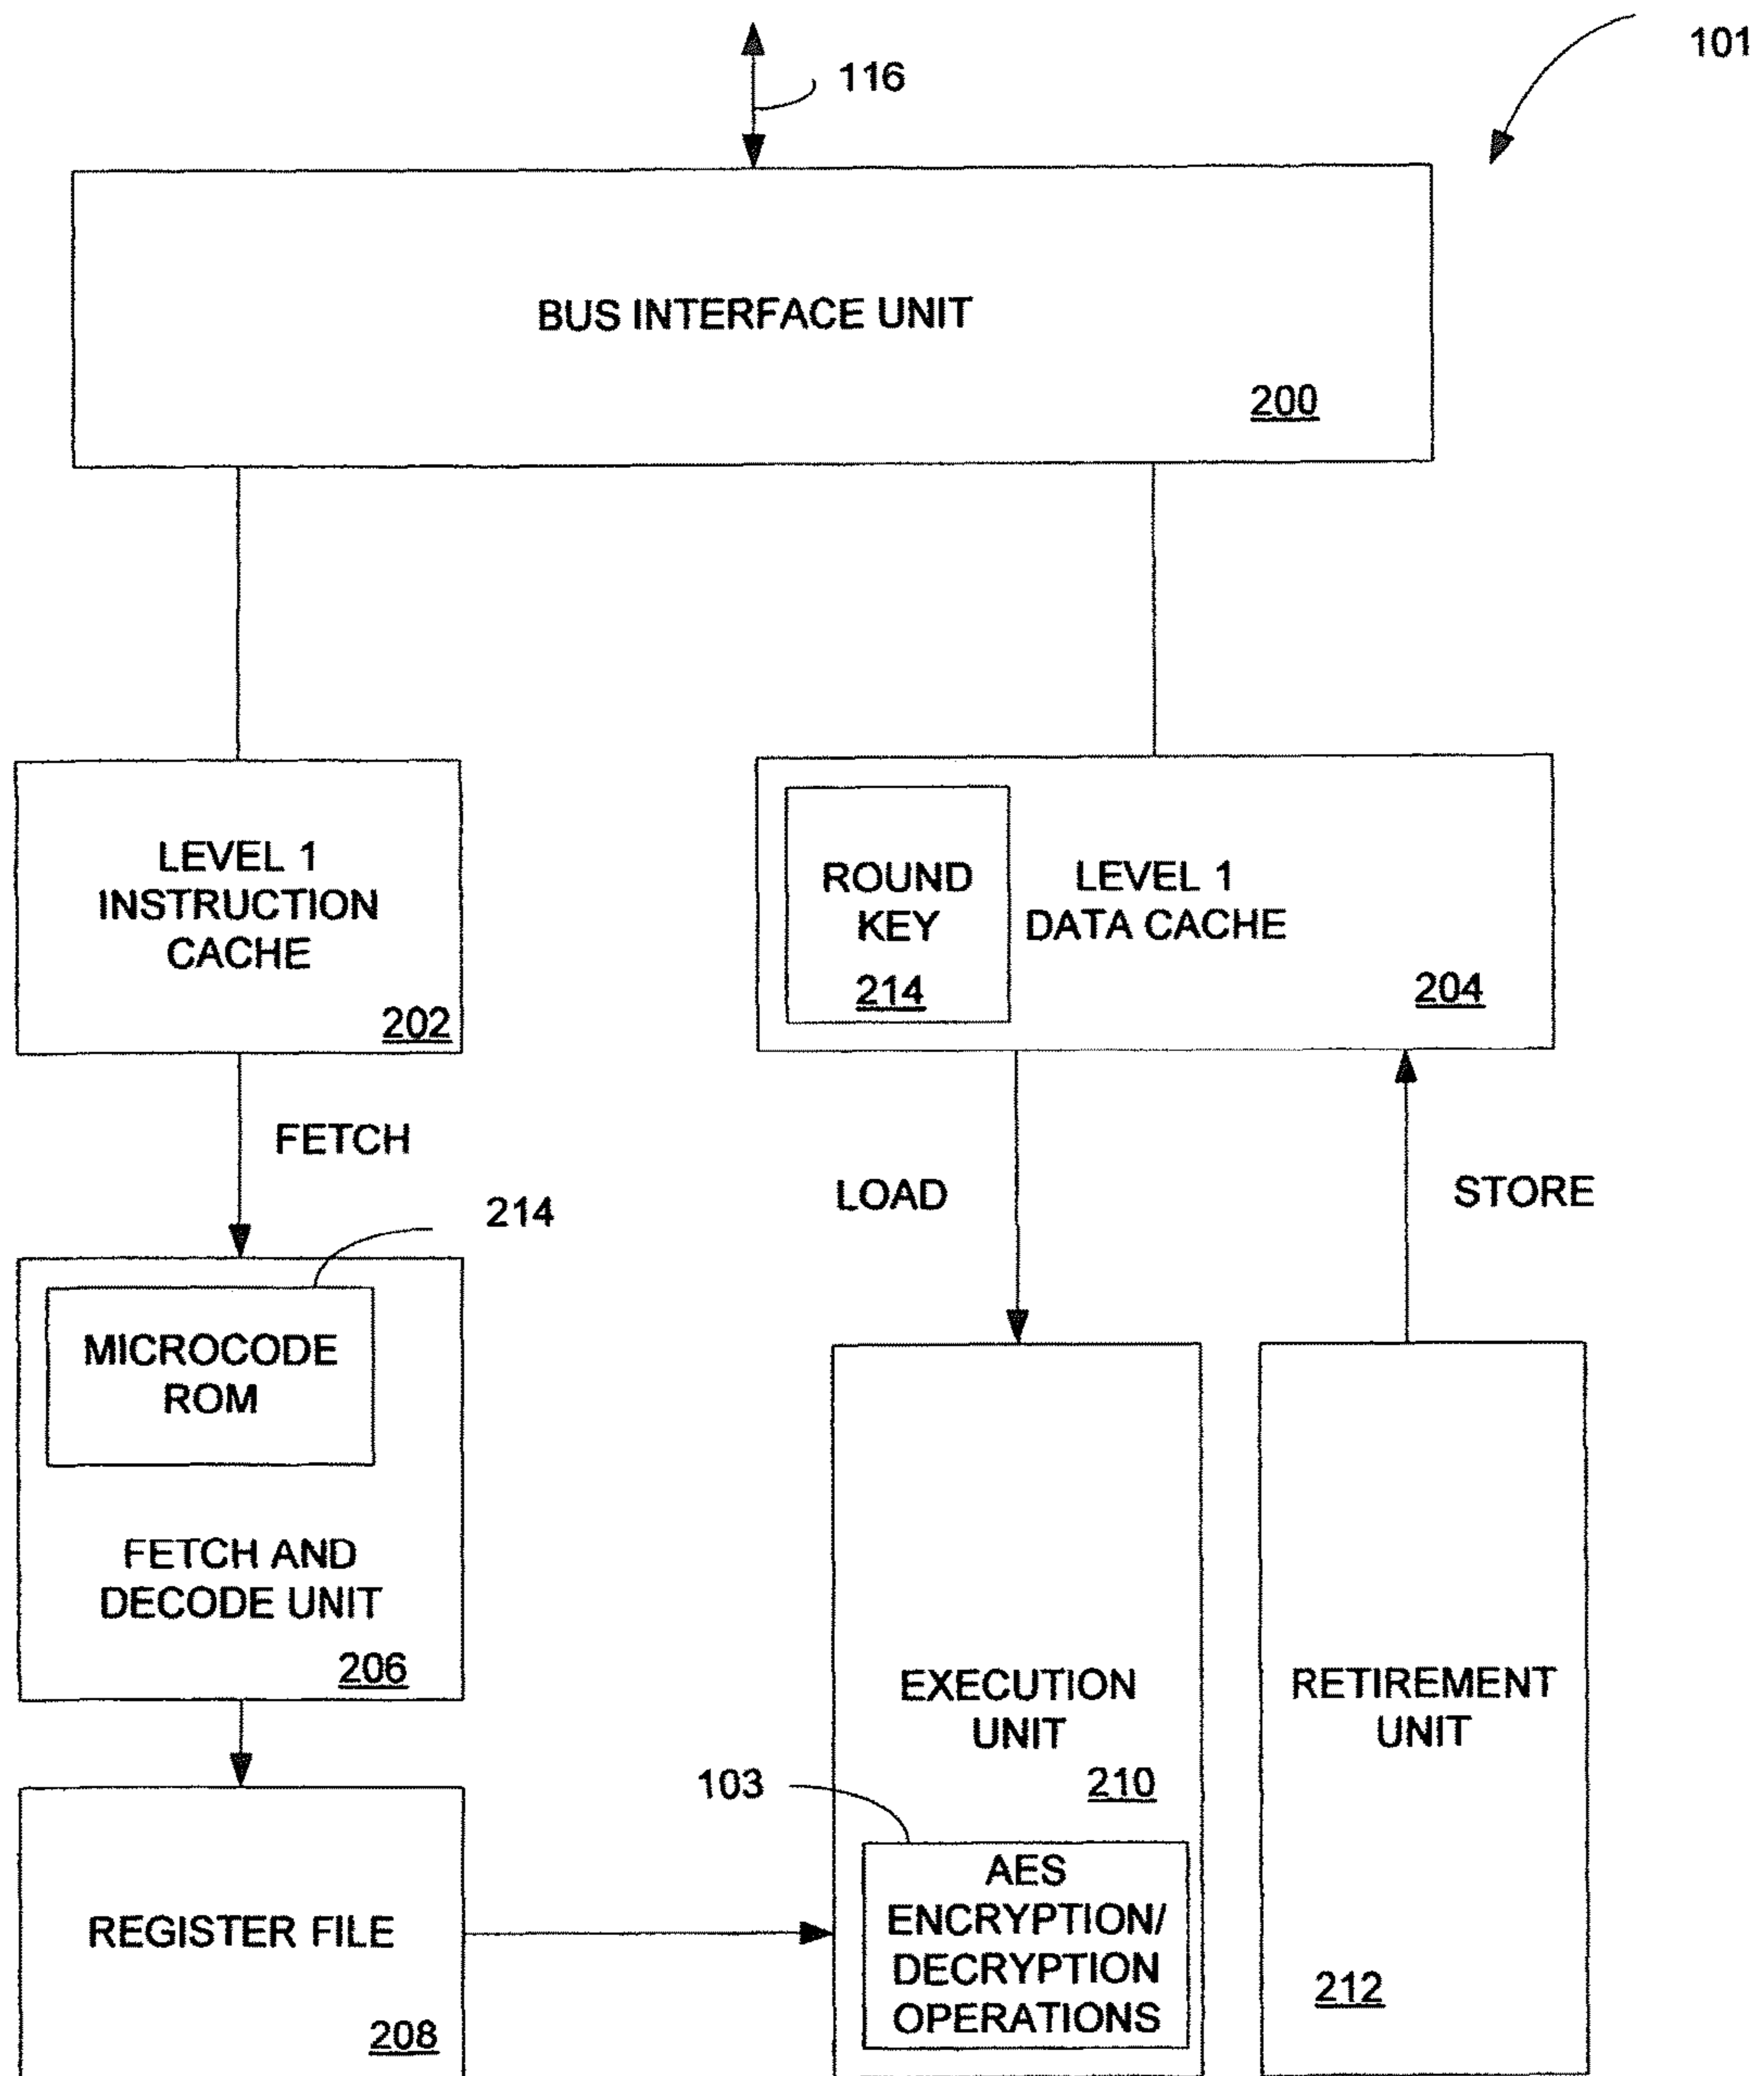 101
116
BUS INTERFACE UNIT
200
LEVEL 1
INSTRUCTION
CACHE
202
ROUND
KEY
214
LEVEL 1
DATA CACHE
204
FETCH
LOAD
STORE
214
MICROCODE
ROM
FETCH AND
DECODE UNIT
206
EXECUTION
UNIT
210
RETIREMENT
UNIT
212
103
AES
ENCRYPTION/
DECRYPTION
OPERATIONS
REGISTER FILE
208